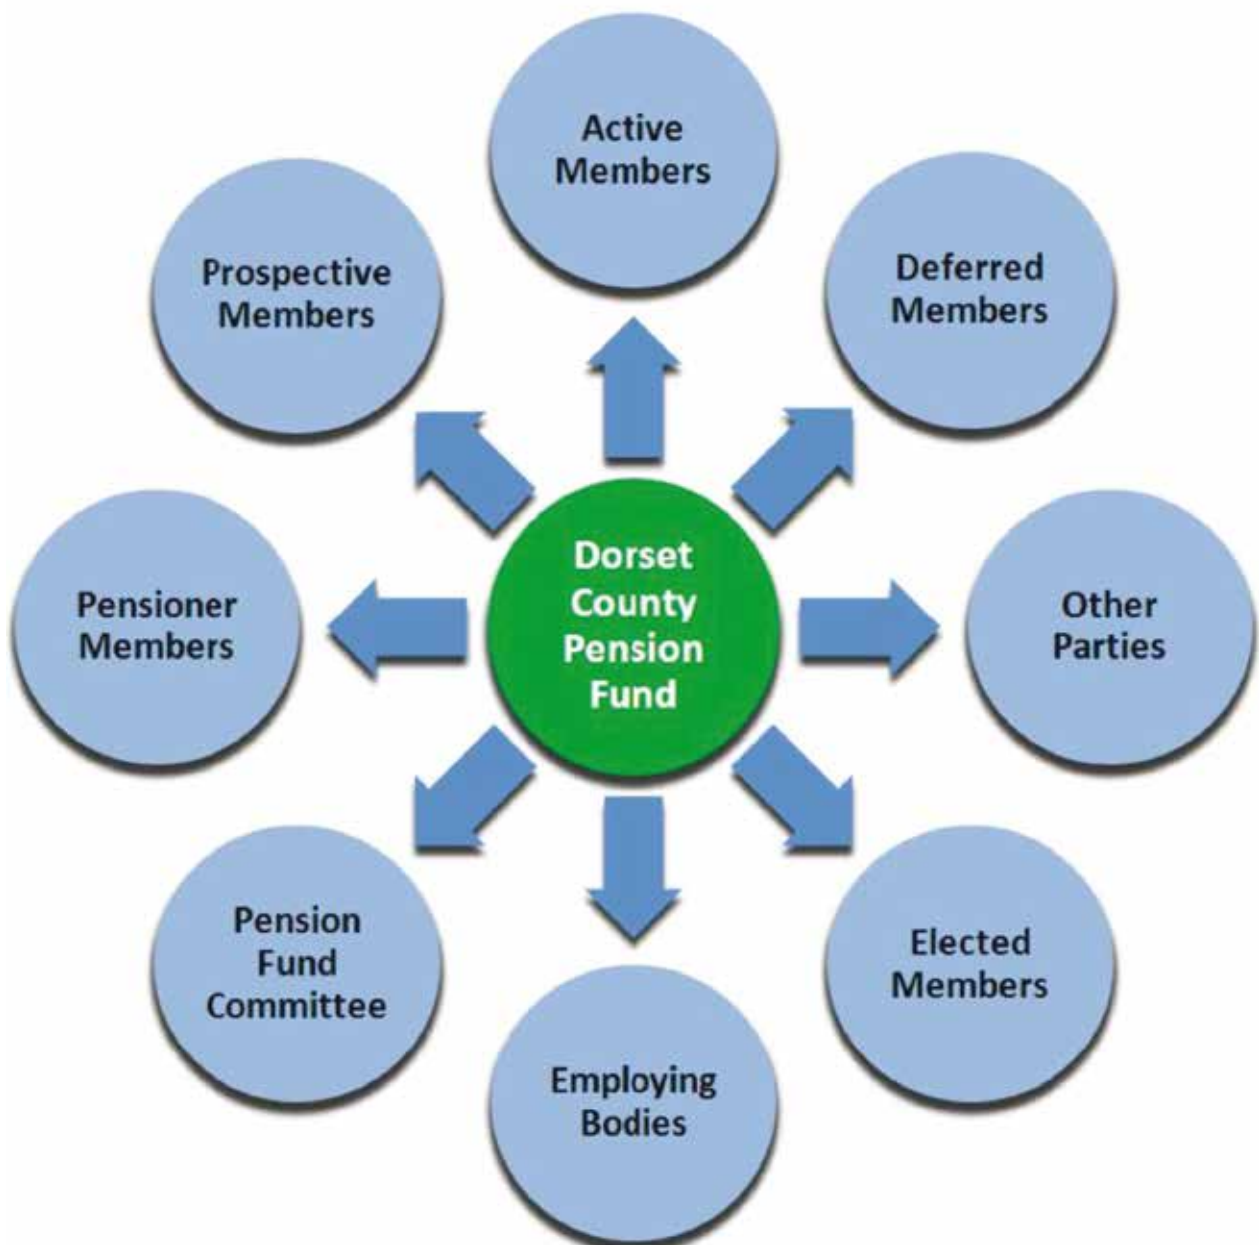 Active
Members
Prospective
Members
Deferred
Members
Dorset
County
Pension
Fund
Pensioner
Members
Other
Parties
Pension
Fund
Committee
Elected
Members
Employing
Bodies